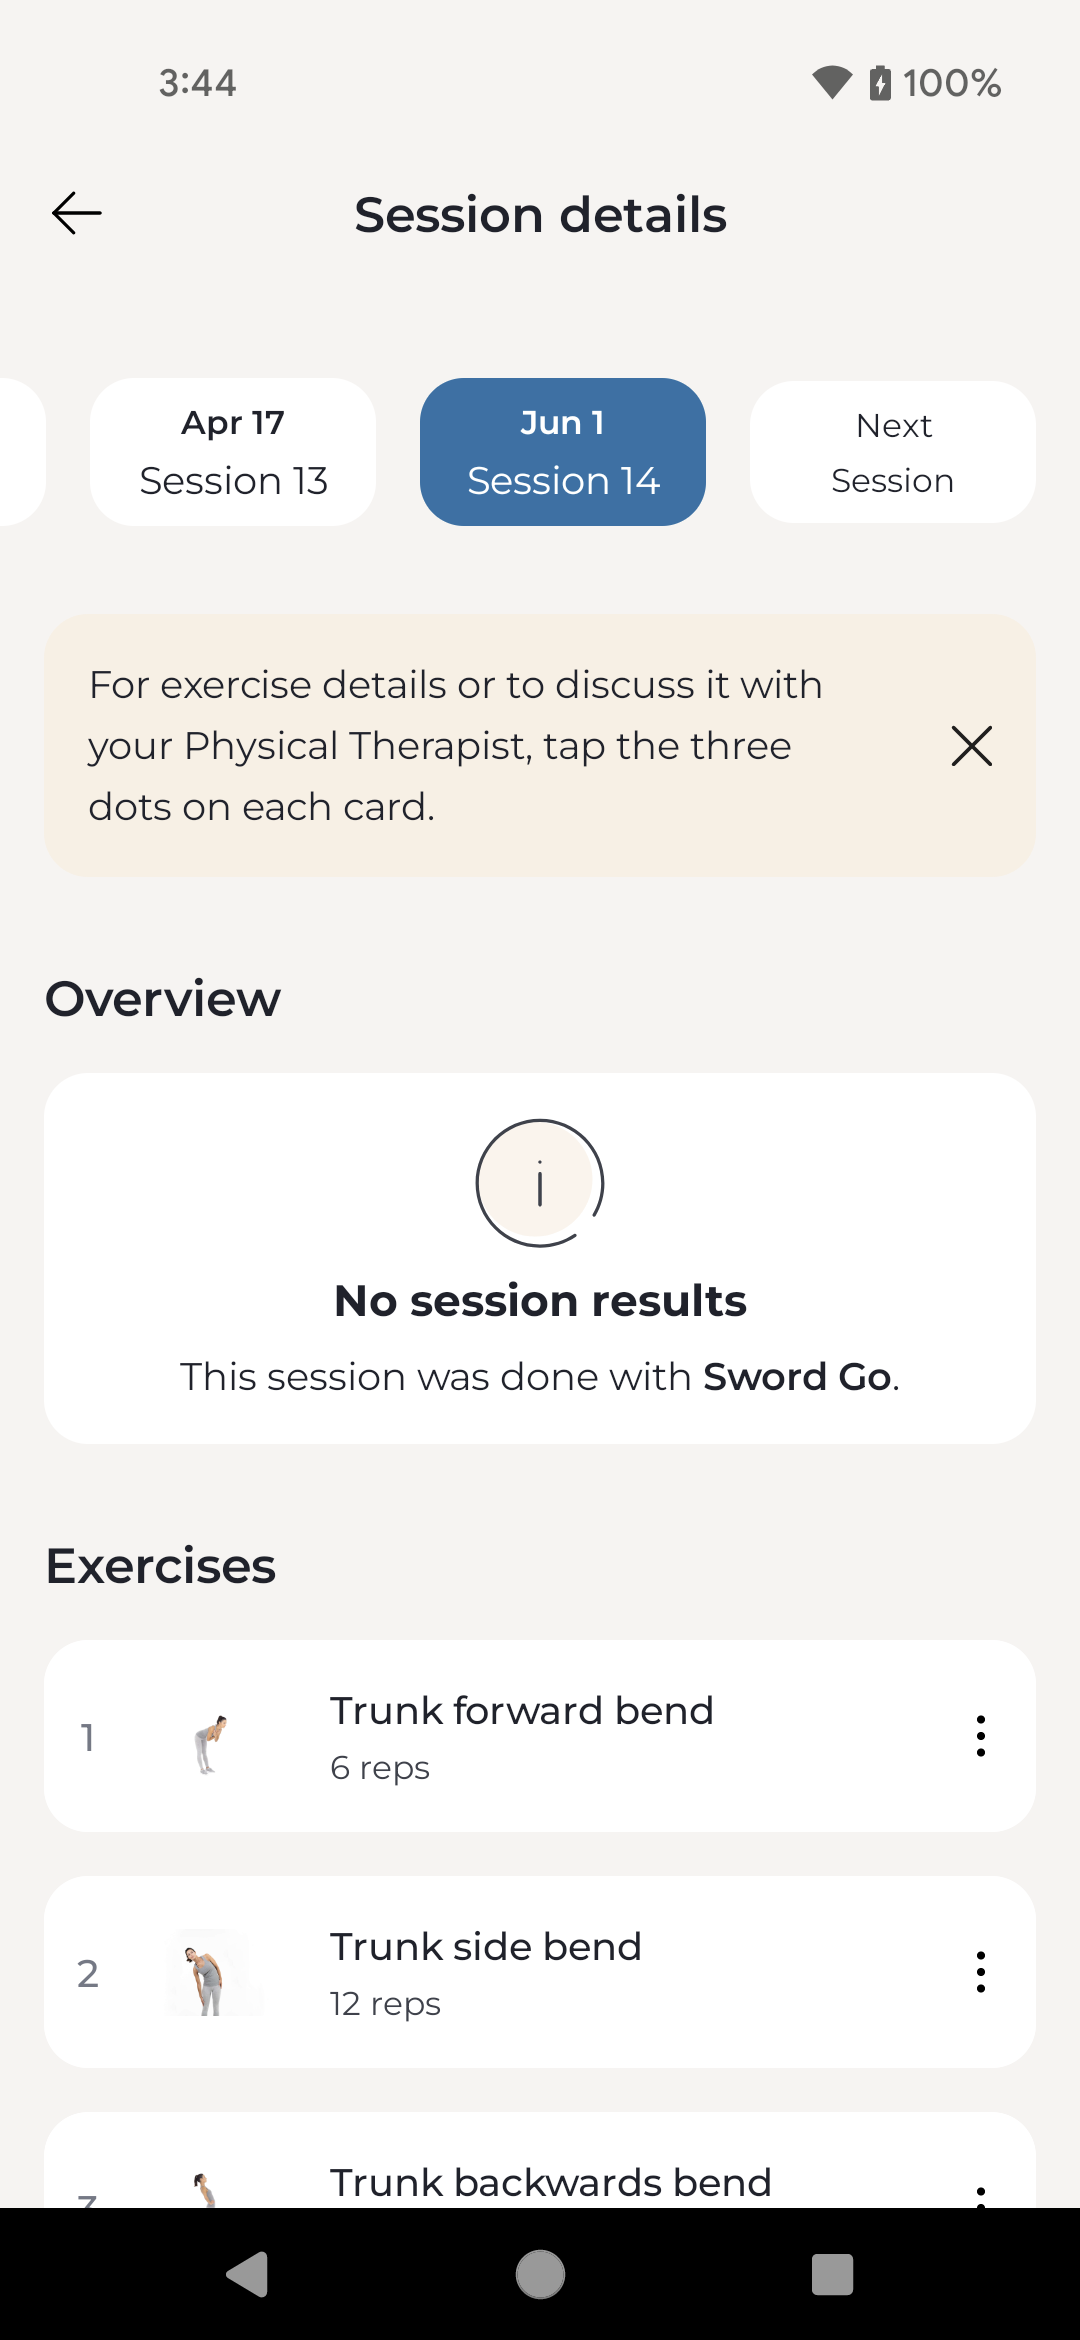 3:44
100%
Session details
Apr 17
Session 13
Jun 1
Session 14
Next
Session
For exercise details or to discuss it with
your Physical Therapist, tap the three
dots on each card.
Overview
i
No session results
This session was done with Sword Go.
Exercises
1
Trunk forward bend
6 reps
2
Trunk side bend
12 reps
3
Trunk backwards bend